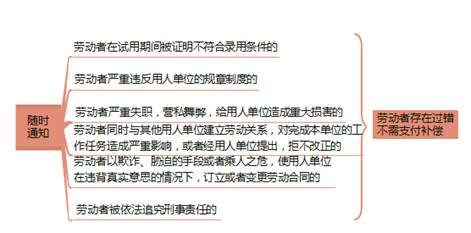 随时
通知
劳动者在试用期间被证明不符合录用条件的
劳动者严重违反用人单位的规章制度的
劳动者严重失职，营私舞弊，给用人单位造成重大损害的
劳动者同时与其他用人单位建立劳动关系，对完成本单位的工
作任务造成严重影响，或者经用人单位提出，拒不改正的
劳动者以欺诈、胁迫的手段或者乘人之危，使用人单位
在违背真实意思的情况下，订立或者变更劳动合同的
劳动者被依法追究刑事责任的
劳动者存在过错
不需支付补偿